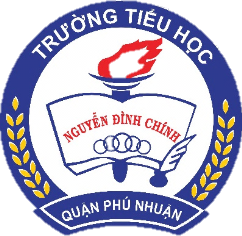 TRƯỜNG TIỂU HỌC
NGUYỄN ĐÌNH CHÍNH
QUẬN PHÚ NHUẬN